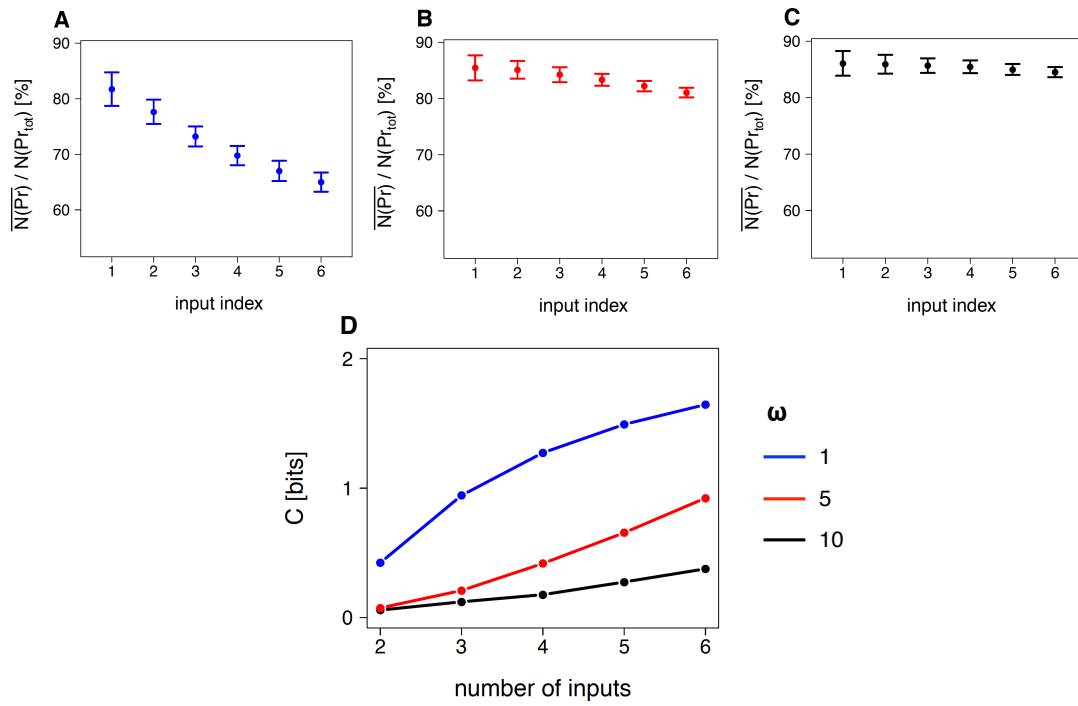 A
N(Pr) / N(Pr_tot) [%]
90
80
70
60
1 2 3 4 5 6
input index
B
N(Pr) / N(Pr_tot) [%]
90
80
70
60
1 2 3 4 5 6
input index
C
N(Pr) / N(Pr_tot) [%]
90
80
70
60
1 2 3 4 5 6
input index
D
C [bits]
2
1
0
2 3 4 5 6
number of inputs
ω
1
5
10